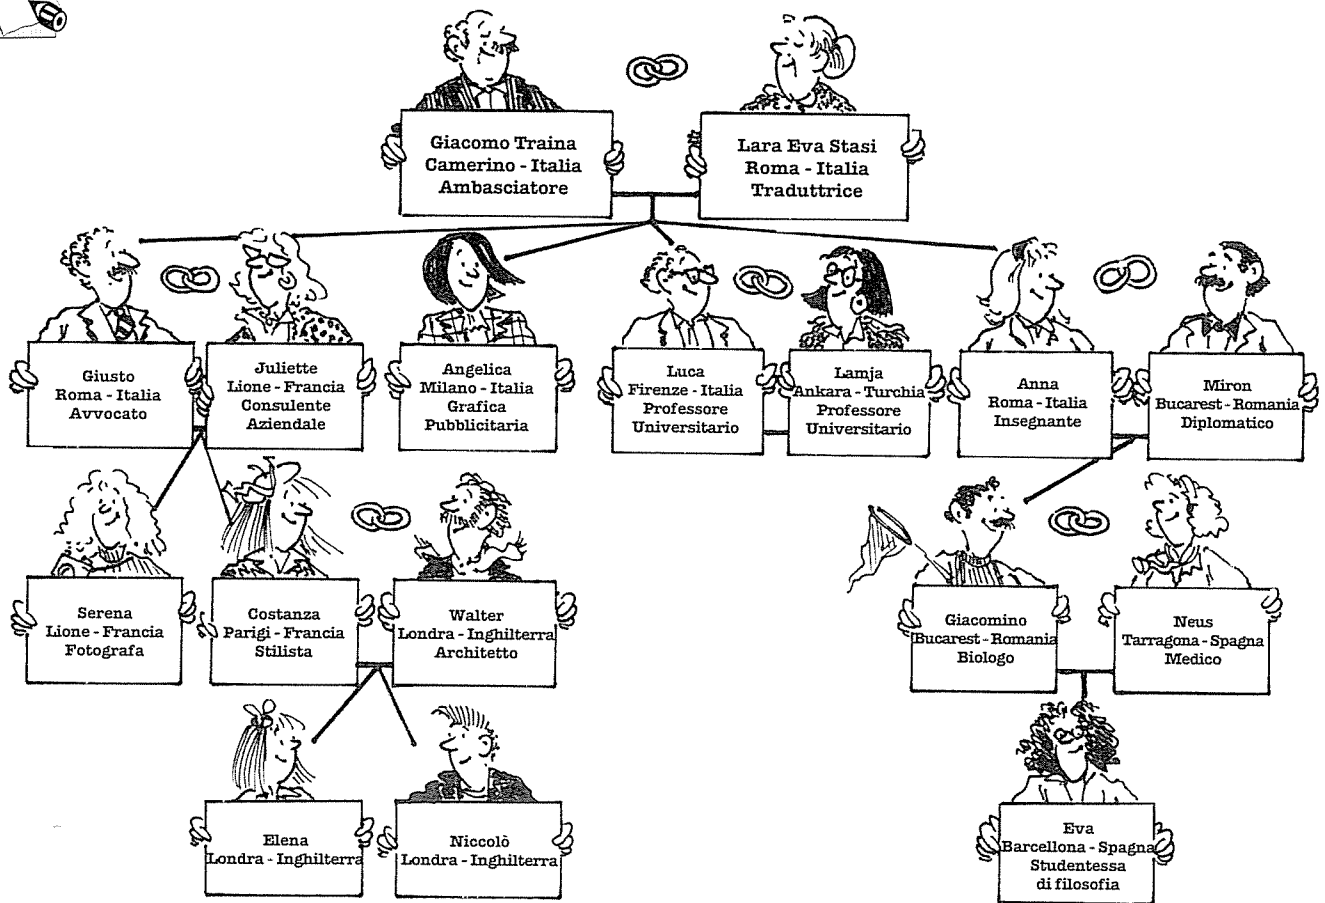 Giacomo Traina
Camerino - Italia
Ambasciatore
Lara Eva Stasi
Roma - Italia
Traduttrice
Giusto
Roma - Italia
Avvocato
Juliette
Lione - Francia
Consulente
Aziendale
Angelica
Milano - Italia
Grafica
Pubblicitaria
Luca
Firenze - Italia
Professore
Universitario
Lamja
Ankara - Turchia
Professore
Universitario
Anna
Roma - Italia
Insegnante
Miron
Bucarest - Romania
Diplomatico
Serena
Lione - Francia
Fotografa
Costanza
Parigi - Francia
Stilista
Walter
Londra - Inghilterra
Architetto
Giacomino
Bucarest - Romania
Biologo
Neus
Tarragona - Spagna
Medico
Elena
Londra - Inghilterra
Niccolò
Londra - Inghilterra
Eva
Barcellona - Spagna
Studentessa
di filosofia